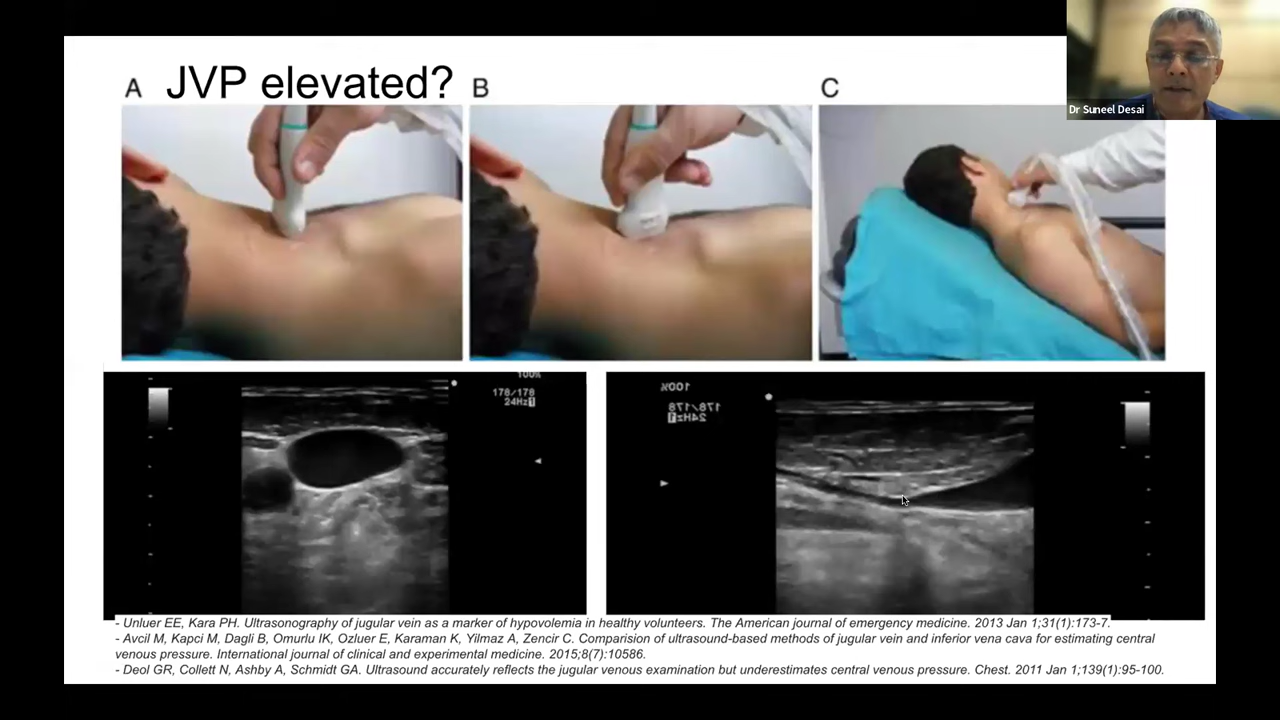 Dr Suneel Desai
A JVP elevated? B C
100%
178/178
24Hz1
100%
178/178
24Hz1
- Unluer EE, Kara PH. Ultrasonography of jugular vein as a marker of hypovolemia in healthy volunteers. The American journal of emergency medicine. 2013 Jan 1;31(1):173-7.
- Avcil M, Kapci M, Dagli B, Omurlu IK, Ozluer E, Karaman K, Yilmaz A, Zencir C. Comparision of ultrasound-based methods of jugular vein and inferior vena cava for estimating central
venous pressure. International journal of clinical and experimental medicine. 2015;8(7):10586.
- Deol GR, Collett N, Ashby A, Schmidt GA. Ultrasound accurately reflects the jugular venous examination but underestimates central venous pressure. Chest. 2011 Jan 1;139(1):95-100.